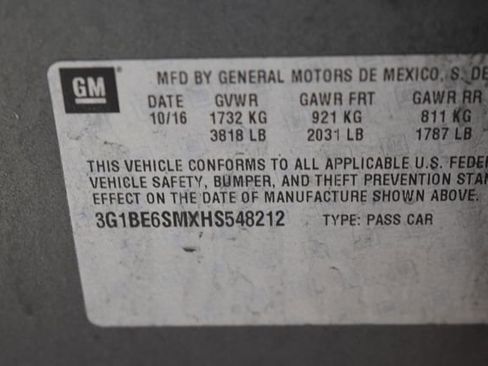 GM
MFD BY GENERAL MOTORS DE MEXICO, S. DE
DATE GVWR GAWR FRT GAWR RR
10/16 1732 KG 921 KG 811 KG
3818 LB 2031 LB 1787 LB
THIS VEHICLE CONFORMS TO ALL APPLICABLE U.S. FEDE
VEHICLE SAFETY, BUMPER, AND THEFT PREVENTION STAN
EFFECT ON THE DATE OF MANUFACTURE SHOWN ABOVE.
3G1BE6SMXHS548212 TYPE: PASS CAR